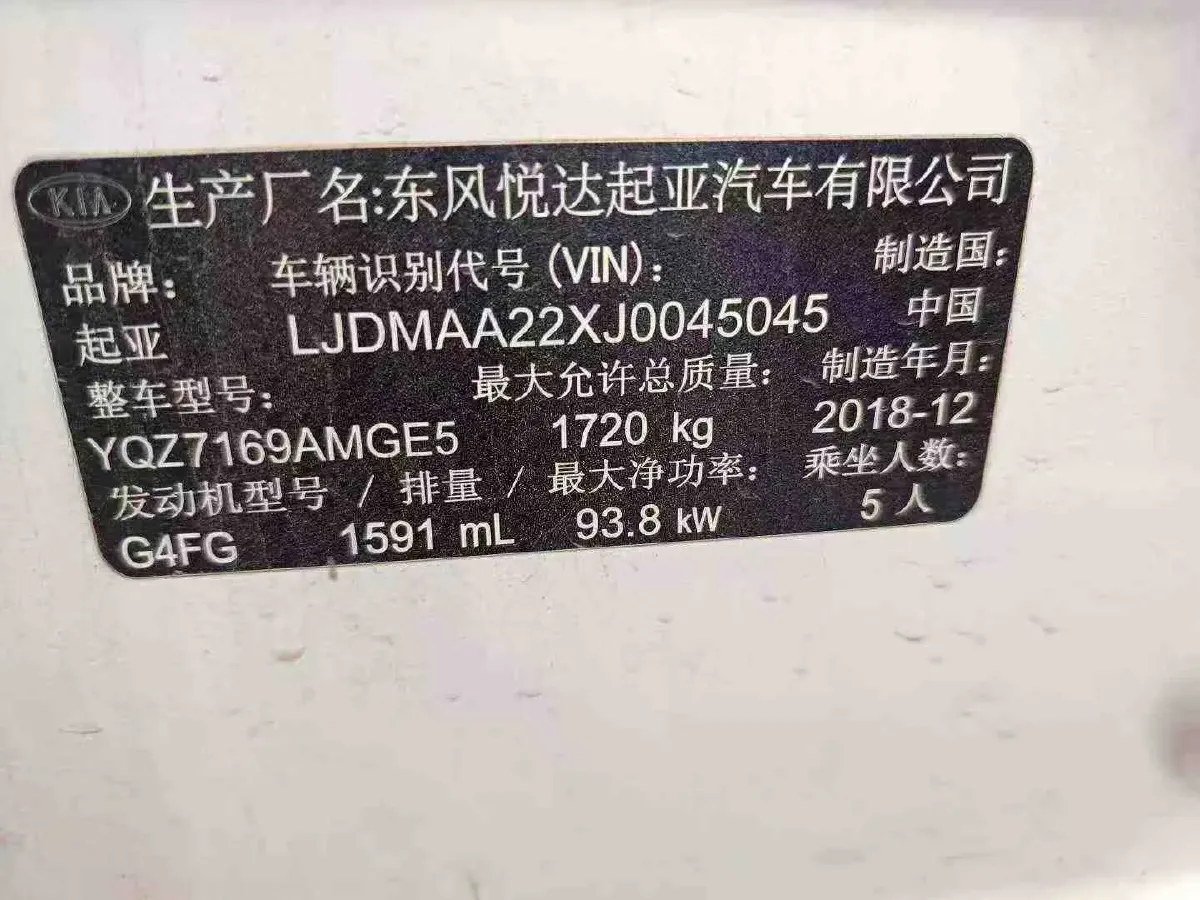 KIA 生产厂名:东风悦达起亚汽车有限公司
品牌: 车辆识别代号(VIN): 制造国:
起亚 LJDMAA22XJ0045045 中国
整车型号: 最大允许总质量: 制造年月:
YQZ7169AMGE5 1720 kg 2018-12
发动机型号 / 排量 / 最大净功率: 乘坐人数:
G4FG 1591 mL 93.8 kW 5人